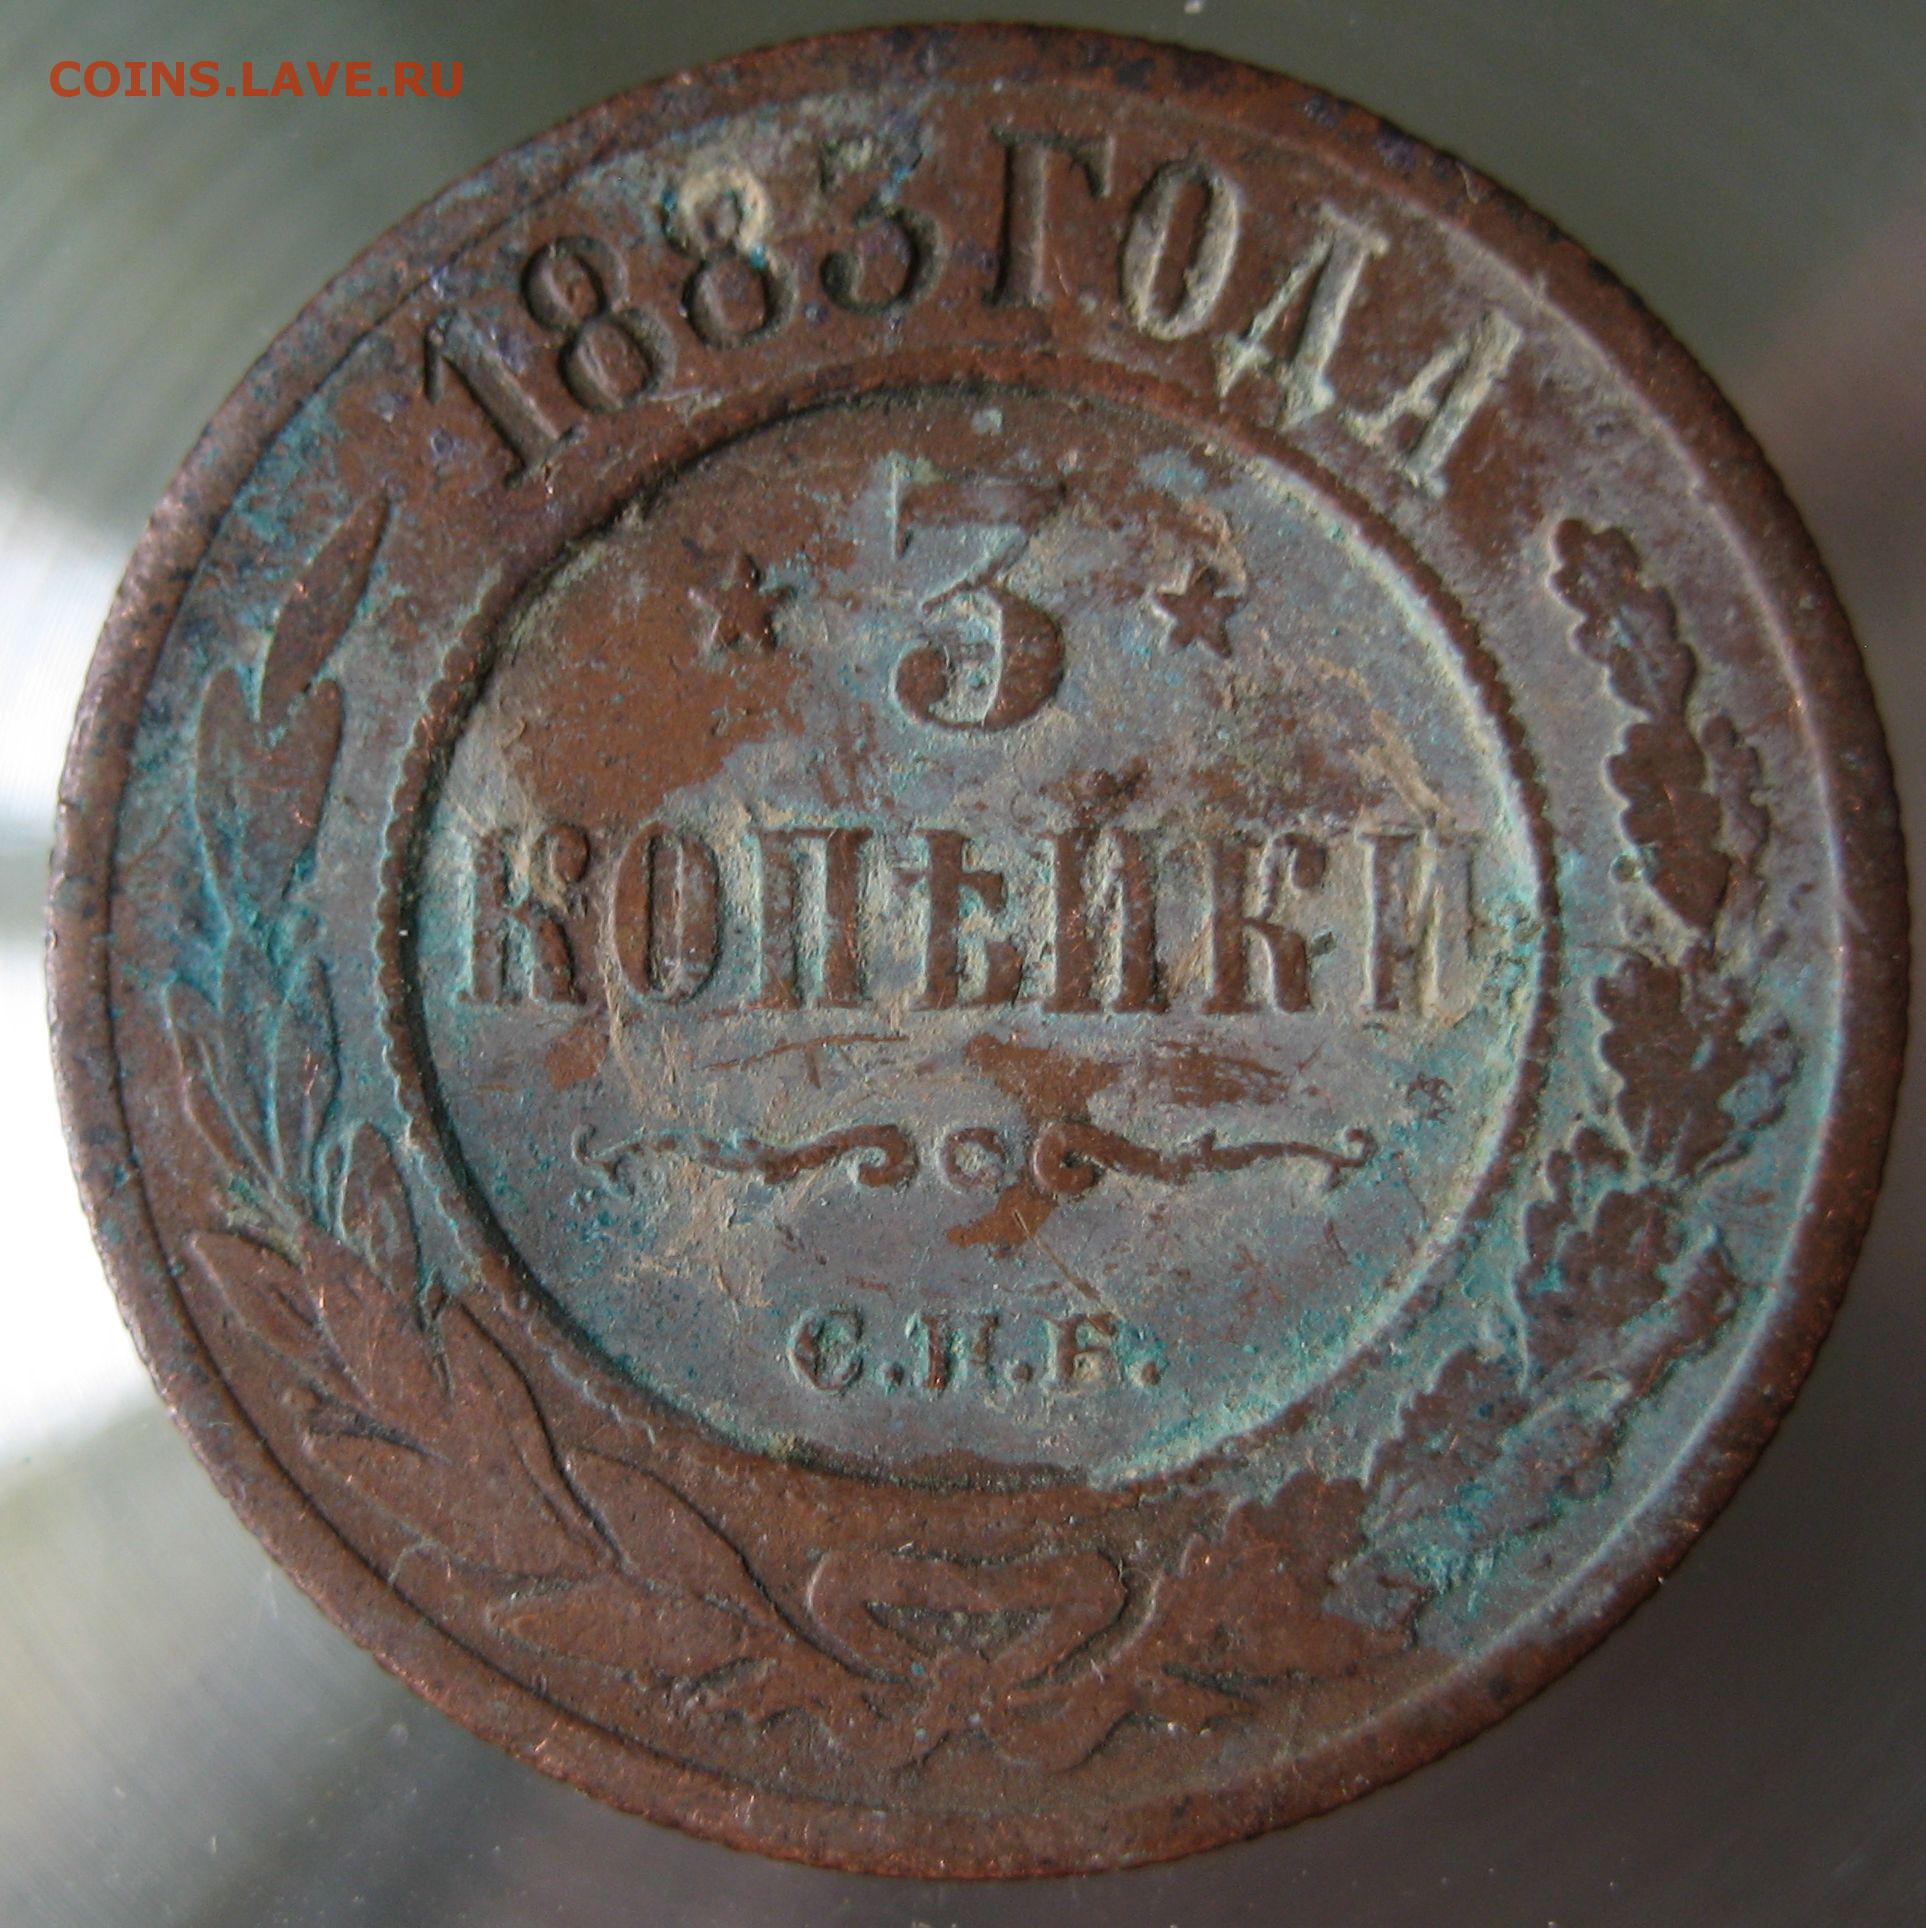 COINS.LAVE.RU
1883 ГОДА
3
КОПѢЙКИ
С.П.Б.